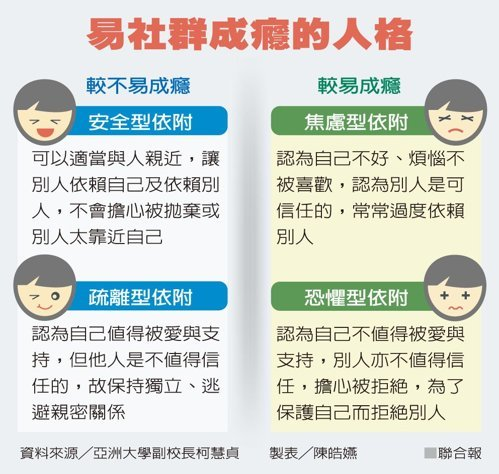 易社群成癮的人格
較不易成癮
安全型依附
可以適當與人親近，讓
別人依賴自己及依賴別
人，不會擔心被拋棄或
別人太靠近自己
疏離型依附
認為自己值得被愛與支
持，但他人是不值得信
任的，故保持獨立、逃
避親密關係
較易成癮
焦慮型依附
認為自己不好、煩惱不
被喜歡，認為別人是可
信任的，常常過度依賴
別人
恐懼型依附
認為自己不值得被愛與
支持，別人亦不值得信
任，擔心被拒絕，為了
保護自己而拒絕別人
資料來源／亞洲大學副校長柯慧貞
製表／陳皓嬿
聯合報